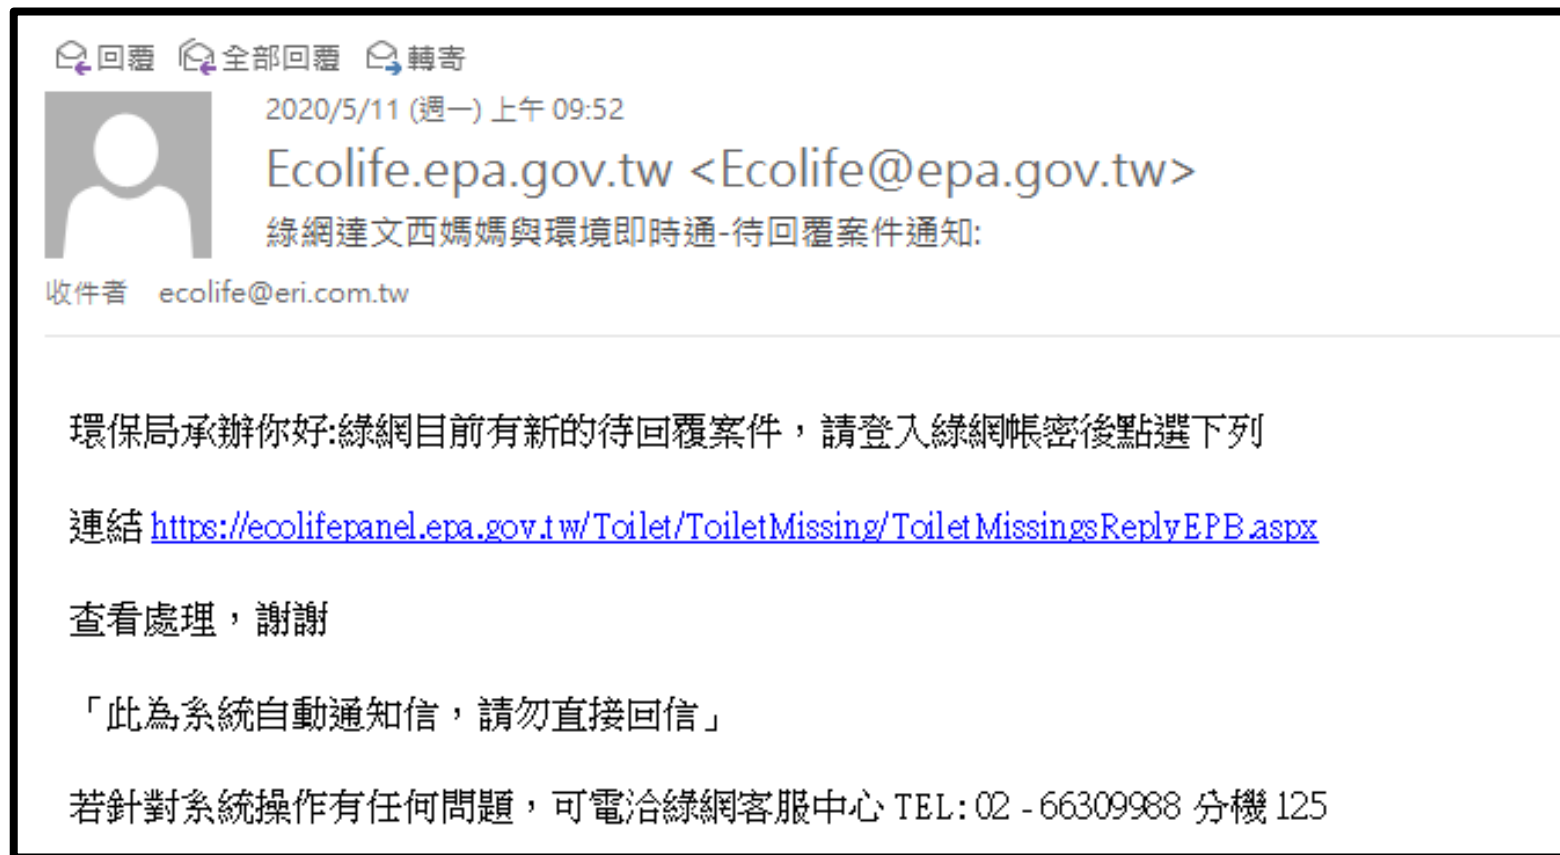 回覆 全部回覆 轉寄
2020/5/11 (週一) 上午 09:52
Ecolife.epa.gov.tw <Ecolife@epa.gov.tw>
綠網達文西媽媽與環境即時通-待回覆案件通知:
收件者 ecolife@eri.com.tw
環保局承辦你好:綠網目前有新的待回覆案件，請登入綠網帳密後點選下列
連結 https://ecolifepanel.epa.gov.tw/Toilet/ToiletMissing/ToiletMissingsReplyEPB.aspx
查看處理，謝謝
「此為系統自動通知信，請勿直接回信」
若針對系統操作有任何問題，可電洽綠網客服中心 TEL: 02 - 66309988 分機 125